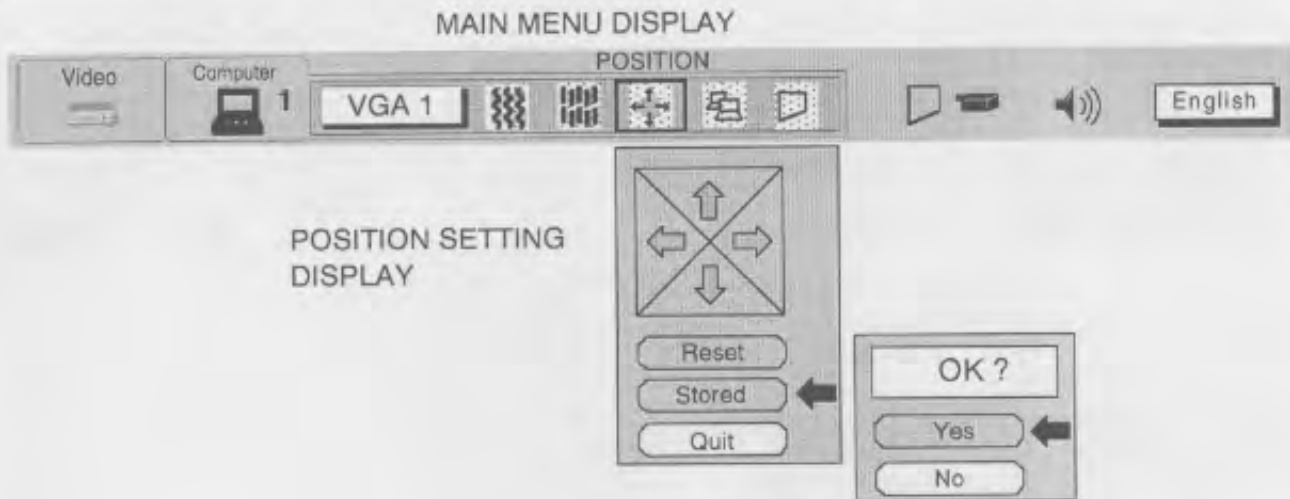 MAIN MENU DISPLAY
POSITION
Video
Computer
1
VGA 1
English
POSITION SETTING
DISPLAY
Reset
Stored
Quit
OK ?
Yes
No